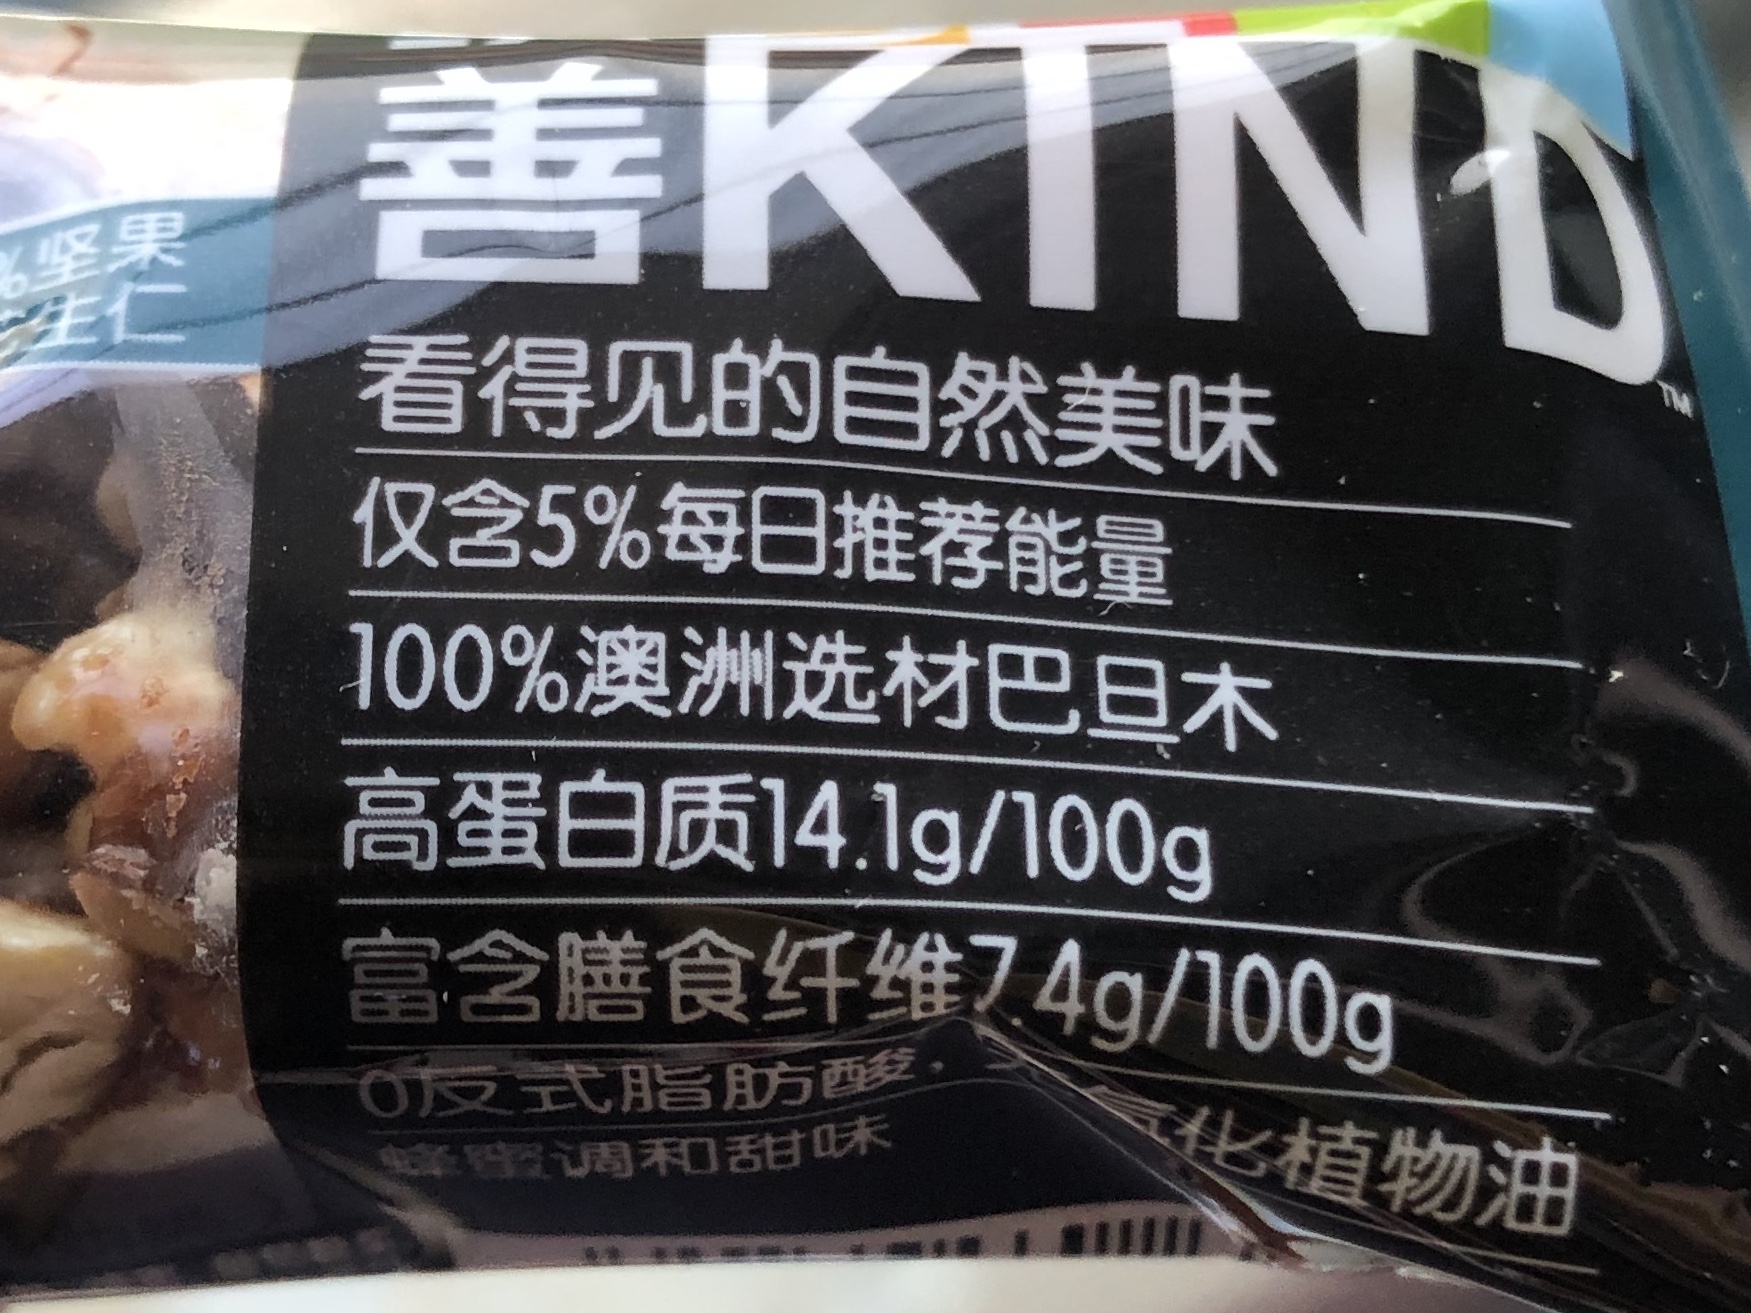 善KIND™
%坚果
生仁
看得见的自然美味
仅含5%每日推荐能量
100%澳洲选材巴旦木
高蛋白质14.1g/100g
富含膳食纤维7.4g/100g
0反式脂肪酸, 氢化植物油
蜂蜜调和甜味